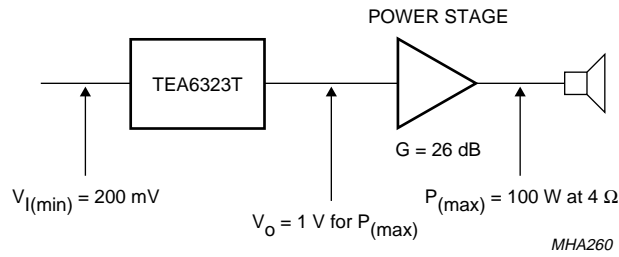 POWER STAGE
TEA6323T
G = 26 dB
V_I(min) = 200 mV
V_o = 1 V for P_(max)
P_(max) = 100 W at 4 Ω
MHA260